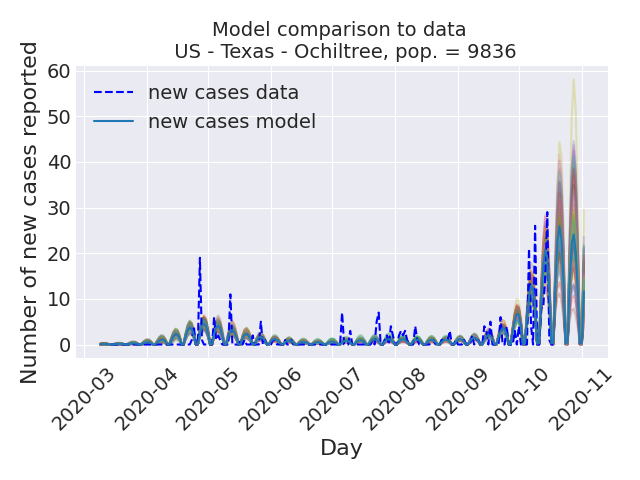 Model comparison to data
US - Texas - Ochiltree, pop. = 9836
Number of new cases reported
60
50
40
30
20
10
0
new cases data
new cases model
2020-03
2020-04
2020-05
2020-06
2020-07
2020-08
2020-09
2020-10
2020-11
Day